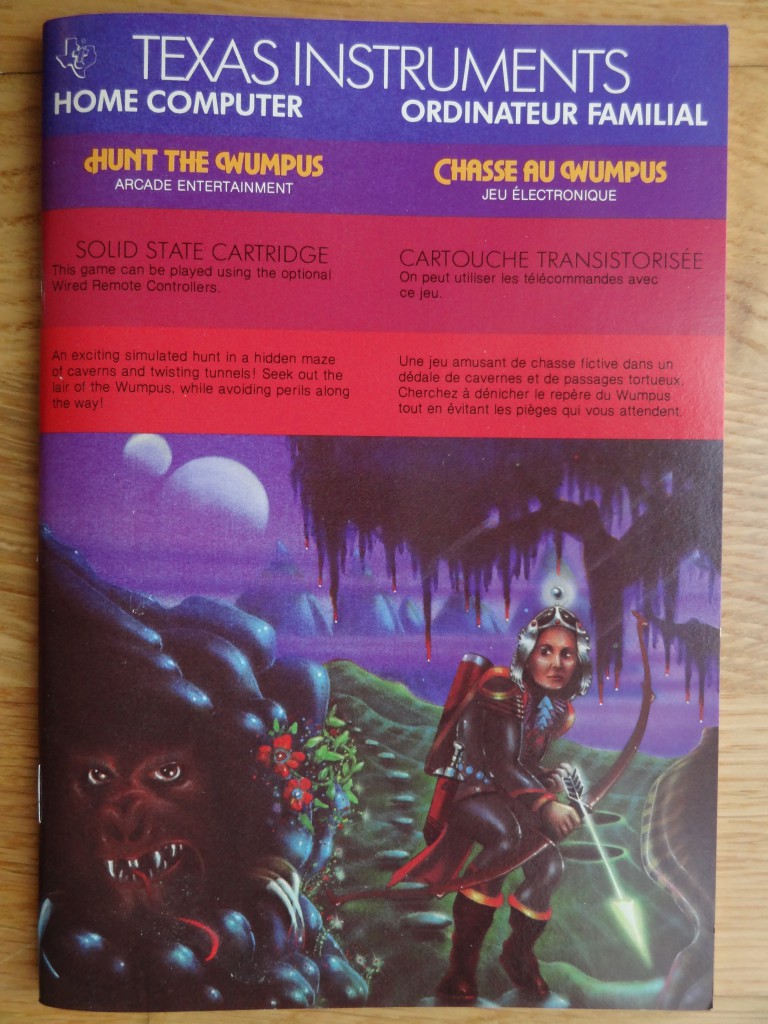 TEXAS INSTRUMENTS
HOME COMPUTER
ORDINATEUR FAMILIAL
HUNT THE WUMPUS
ARCADE ENTERTAINMENT
CHASSE AU WUMPUS
JEU ÉLECTRONIQUE
SOLID STATE CARTRIDGE
This game can be played using the optional
Wired Remote Controllers.
CARTOUCHE TRANSISTORISÉE
On peut utiliser les télécommandes avec
ce jeu.
An exciting simulated hunt in a hidden maze
of caverns and twisting tunnels! Seek out the
lair of the Wumpus, while avoiding perils along
the way!
Une jeu amusant de chasse fictive dans un
dédale de cavernes et de passages tortueux.
Cherchez à dénicher le repère du Wumpus
tout en évitant les pièges qui vous attendent.